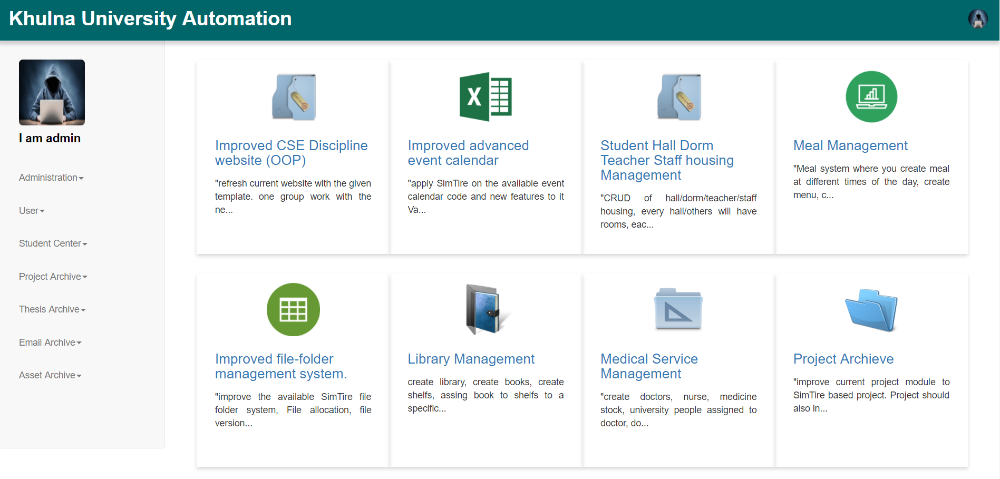 Khulna University Automation
I am admin
Administration
User
Student Center
Project Archive
Thesis Archive
Email Archive
Asset Archive
Improved CSE Discipline
website (OOP)
"refresh current website with the given
template. one group work with the
ne...
X
Improved advanced
event calendar
"apply SimTire on the available event
calendar code and new features to it
Va...
Student Hall Dorm
Teacher Staff housing
Management
"CRUD of hall/dorm/teacher/staff
housing, every hall/others will have
rooms, eac...
Meal Management
"Meal system where you create meal
at different times of the day, create
menu, c...
Improved file-folder
management system.
"improve the available SimTire file
folder system, File allocation, file
version...
Library Management
create library, create books, create
shelfs, assing book to shelfs to a
specific...
Medical Service
Management
"create doctors, nurse, medicine
stock, university people assigned to
doctor, do...
Project Archieve
"improve current project module to
SimTire based project. Project should
also in...